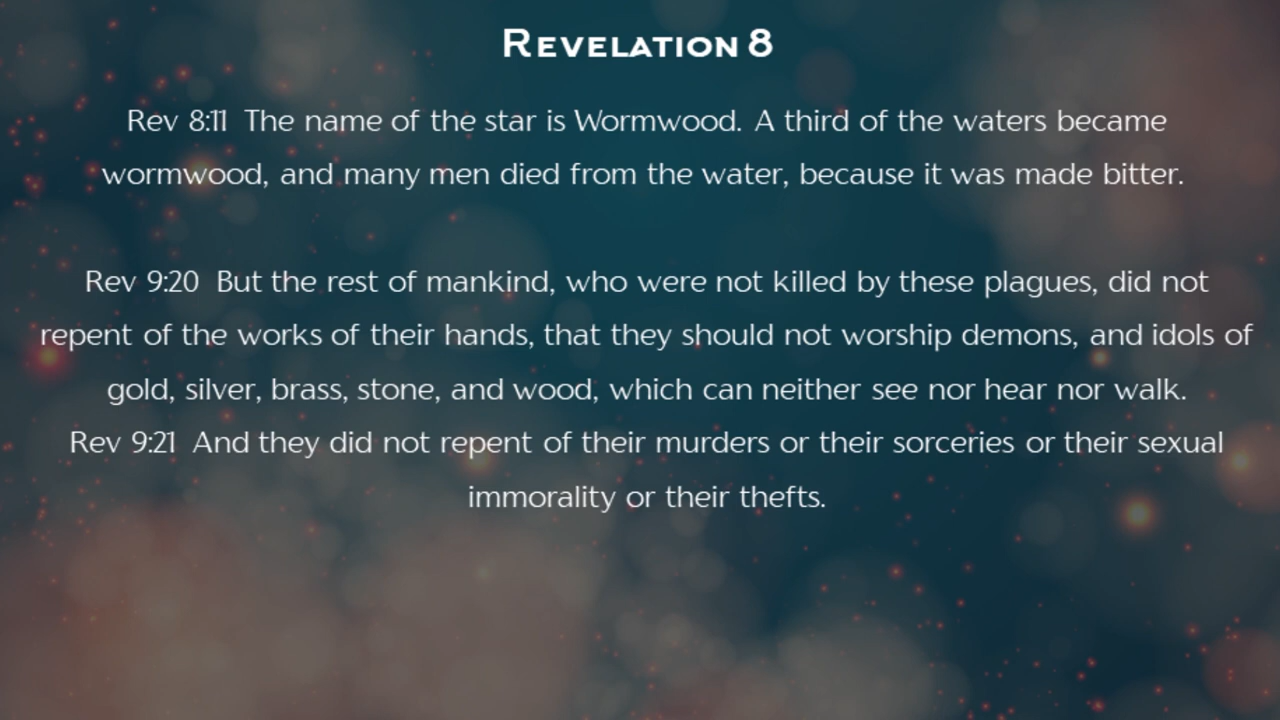 Revelation 8
Rev 8:11 The name of the star is Wormwood. A third of the waters became
wormwood, and many men died from the water, because it was made bitter.
Rev 9:20 But the rest of mankind, who were not killed by these plagues, did not
repent of the works of their hands, that they should not worship demons, and idols of
gold, silver, brass, stone, and wood, which can neither see nor hear nor walk.
Rev 9:21 And they did not repent of their murders or their sorceries or their sexual
immorality or their thefts.